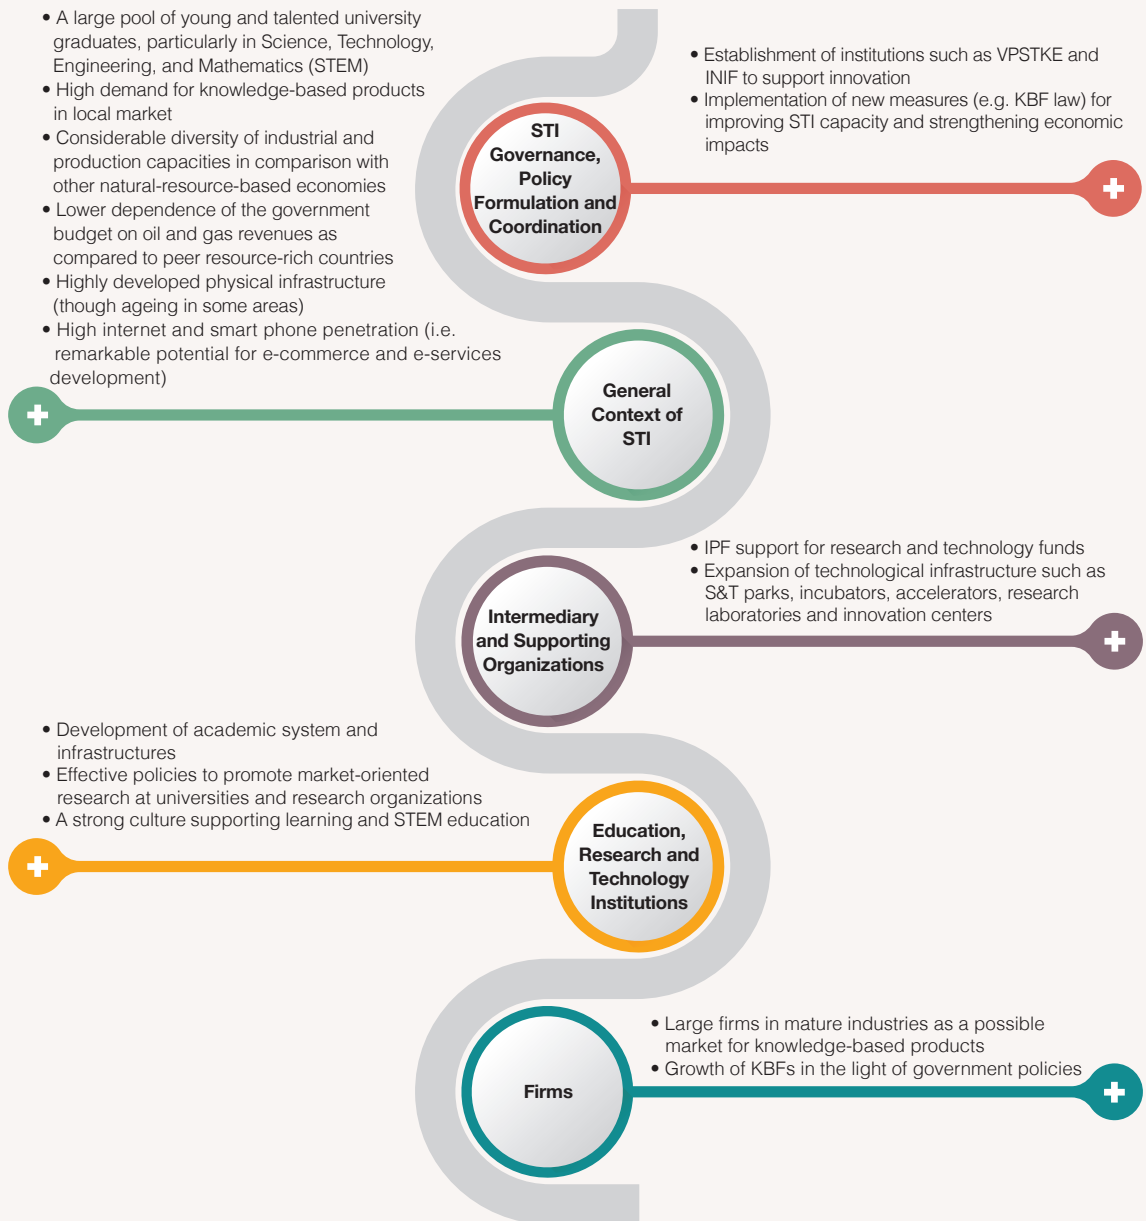 • A large pool of young and talented university
graduates, particularly in Science, Technology,
Engineering, and Mathematics (STEM)
• High demand for knowledge-based products
in local market
• Considerable diversity of industrial and
production capacities in comparison with
other natural-resource-based economies
• Lower dependence of the government
budget on oil and gas revenues as
compared to peer resource-rich countries
• Highly developed physical infrastructure
(though ageing in some areas)
• High internet and smart phone penetration (i.e.
remarkable potential for e-commerce and e-services
development)
• Establishment of institutions such as VPSTKE and
INIF to support innovation
• Implementation of new measures (e.g. KBF law) for
improving STI capacity and strengthening economic
impacts
STI
Governance,
Policy
Formulation and
Coordination
General
Context of
STI
• IPF support for research and technology funds
• Expansion of technological infrastructure such as
S&T parks, incubators, accelerators, research
laboratories and innovation centers
Intermediary
and Supporting
Organizations
• Development of academic system and
infrastructures
• Effective policies to promote market-oriented
research at universities and research organizations
• A strong culture supporting learning and STEM education
Education,
Research and
Technology
Institutions
• Large firms in mature industries as a possible
market for knowledge-based products
• Growth of KBFs in the light of government policies
Firms